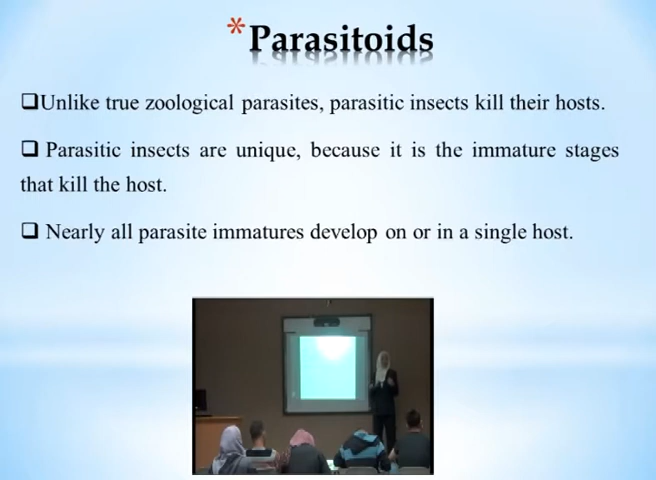 *Parasitoids
❑Unlike true zoological parasites, parasitic insects kill their hosts.
❑ Parasitic insects are unique, because it is the immature stages
that kill the host.
❑ Nearly all parasite immatures develop on or in a single host.